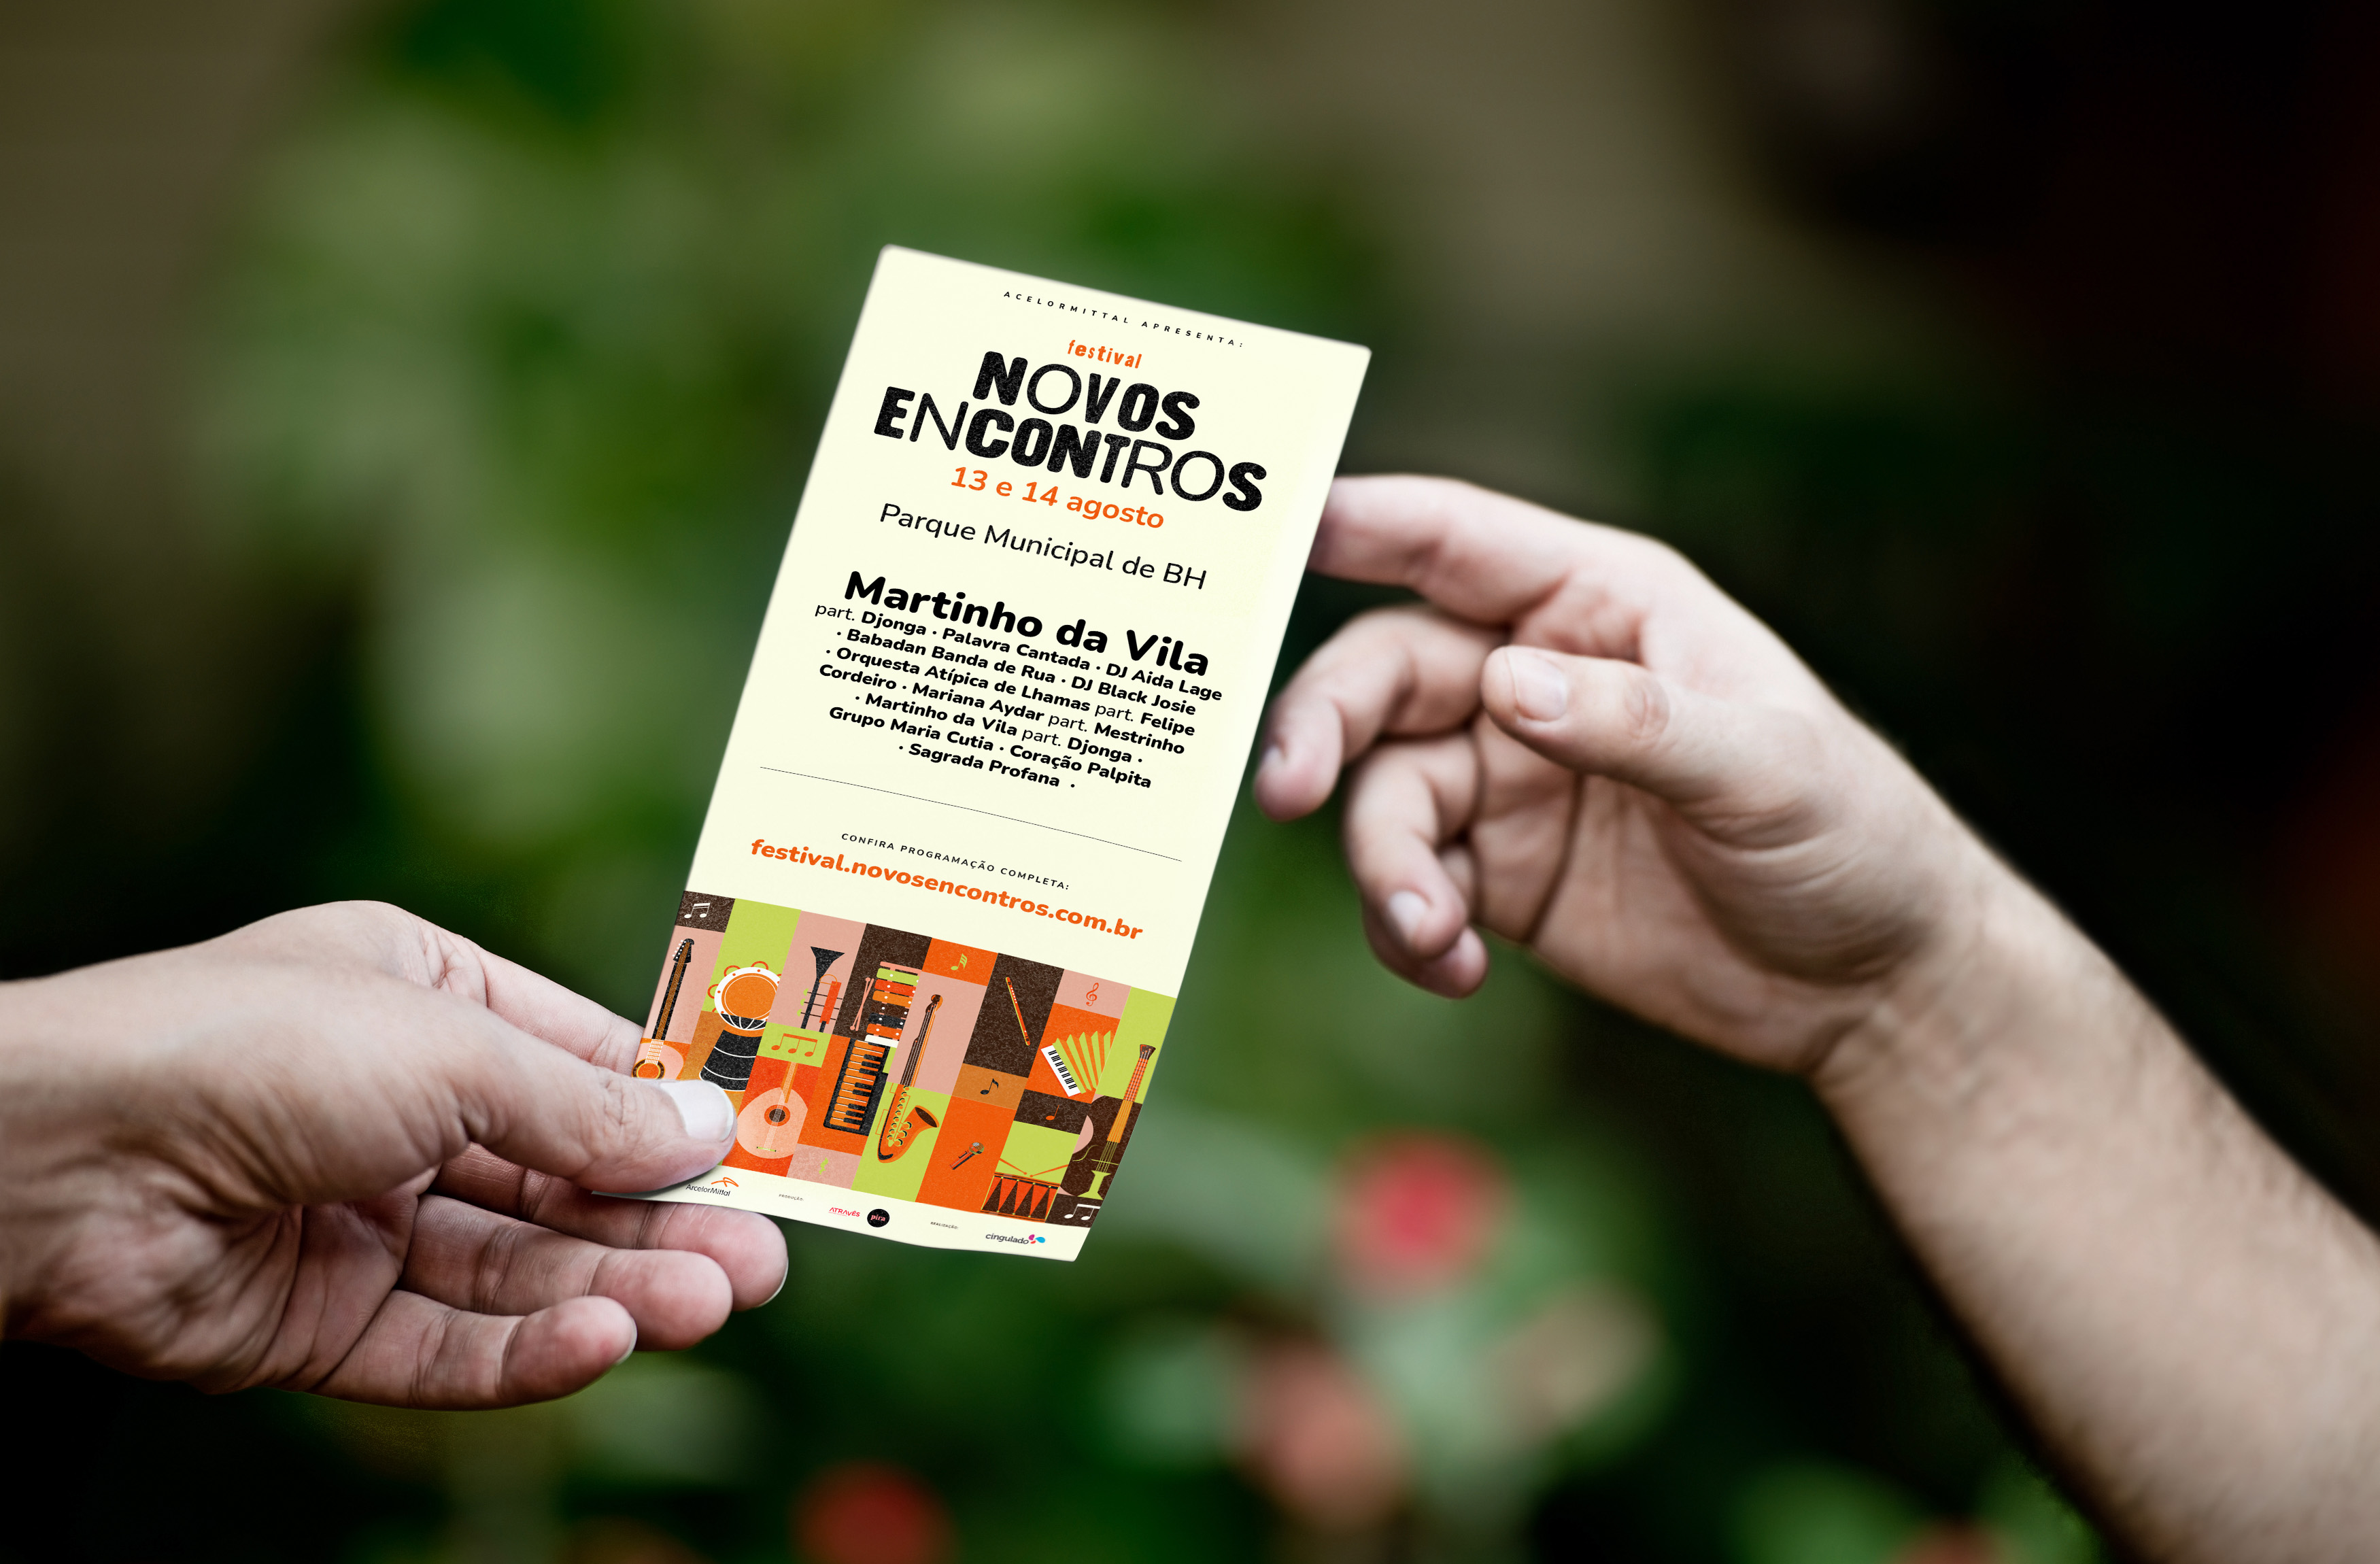 ACELORMITTAL APRESENTA:
festival
NOVOS
ENCONTROS
13 e 14 agosto
Parque Municipal de BH
Martinho da Vila
part. Djonga · Palavra Cantada · DJ Aida Lage
· Babadan Banda de Rua · DJ Black Josie
· Orquesta Atípica de Lhamas part. Felipe
Cordeiro · Mariana Aydar part. Mestrinho
· Martinho da Vila part. Djonga ·
Grupo Maria Cutia · Coração Palpita
· Sagrada Profana ·
CONFIRA PROGRAMAÇÃO COMPLETA:
festival.novosencontros.com.br
ArcelorMittal
PRODUÇÃO:
ATRAVÉS
pira
REALIZAÇÃO:
cingulado